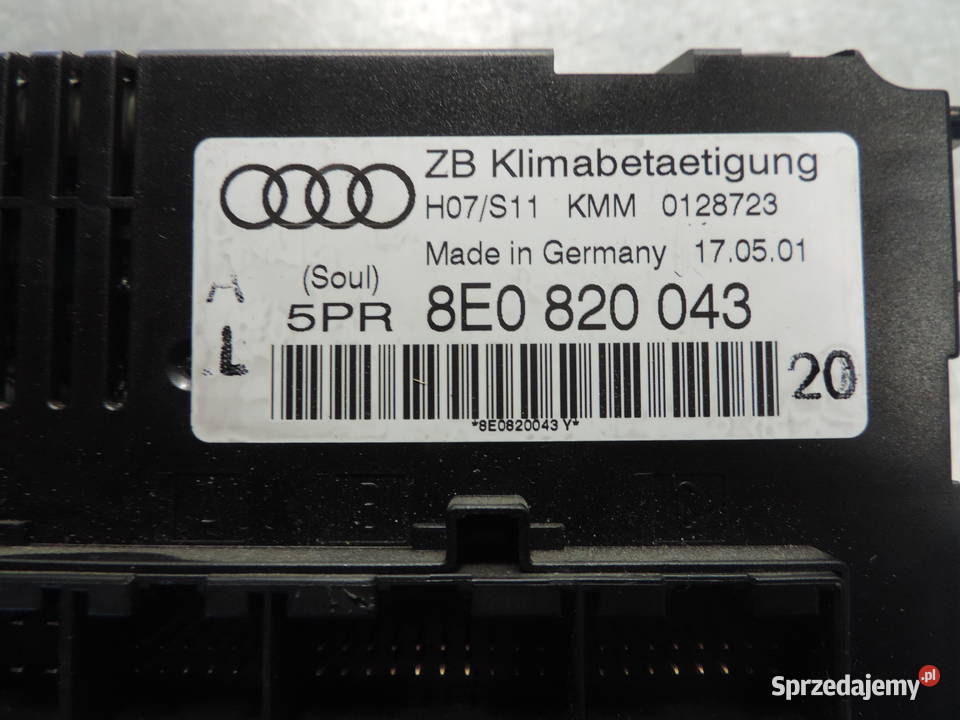 ZB Klimabetaetigung
H07/S11 KMM 0128723
Made in Germany 17.05.01
(Soul)
5PR 8E0 820 043
L
20
*8E0820043 Y*
B
Sprzedajemy.pl